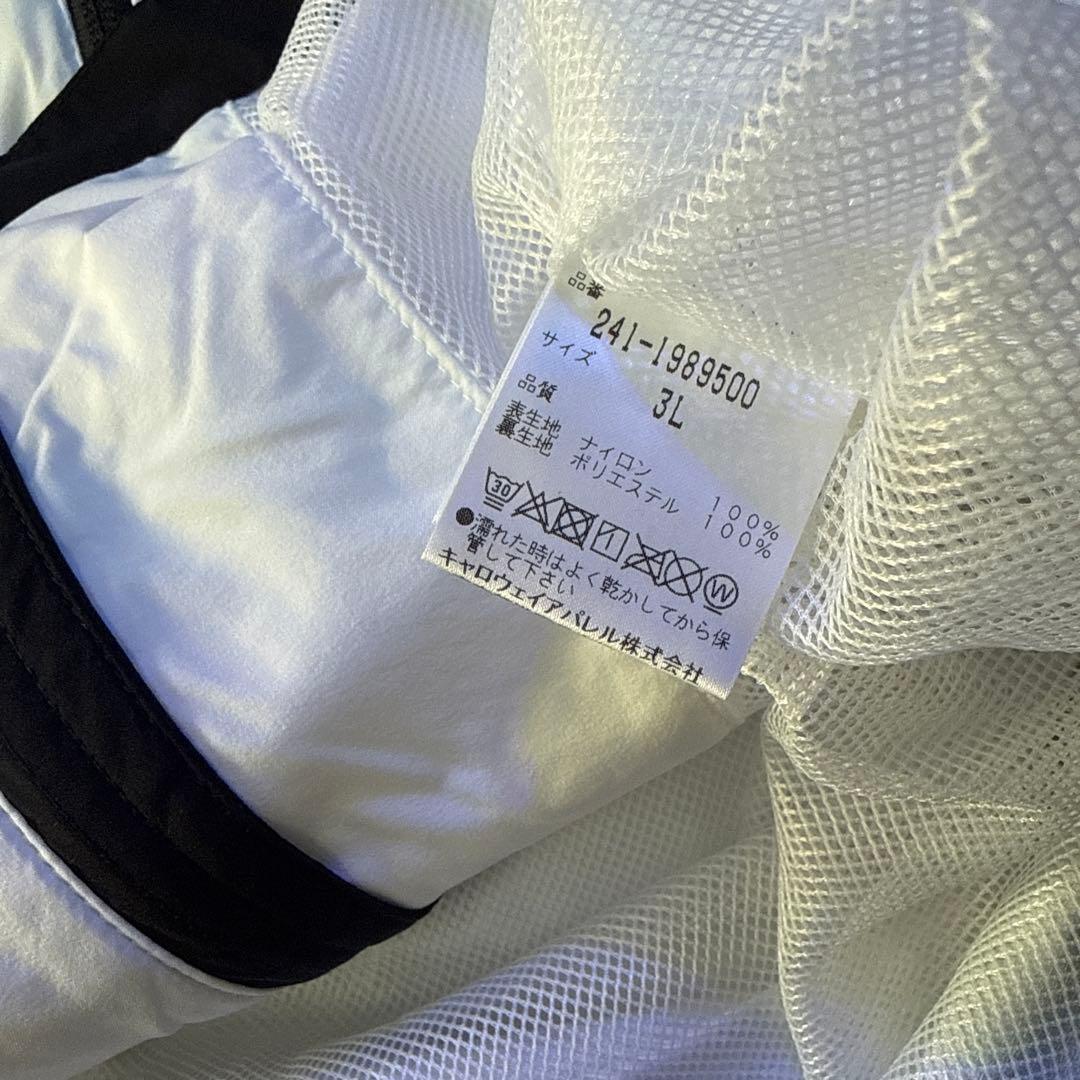 品番
241-1989500
サイズ
3L
品質
表生地 ナイロン 100%
裏生地 ポリエステル 100%
30 W
●濡れた時はよく乾かしてから保
管して下さい
キャロウェイアパレル株式会社